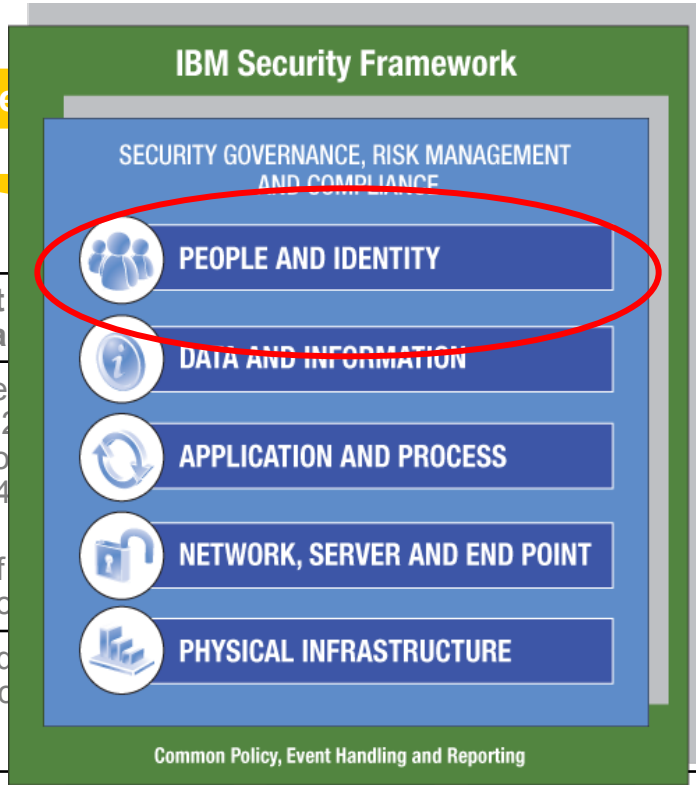 IBM Security Framework
SECURITY GOVERNANCE, RISK MANAGEMENT
AND COMPLIANCE
PEOPLE AND IDENTITY
DATA AND INFORMATION
APPLICATION AND PROCESS
NETWORK, SERVER AND END POINT
PHYSICAL INFRASTRUCTURE
Common Policy, Event Handling and Reporting